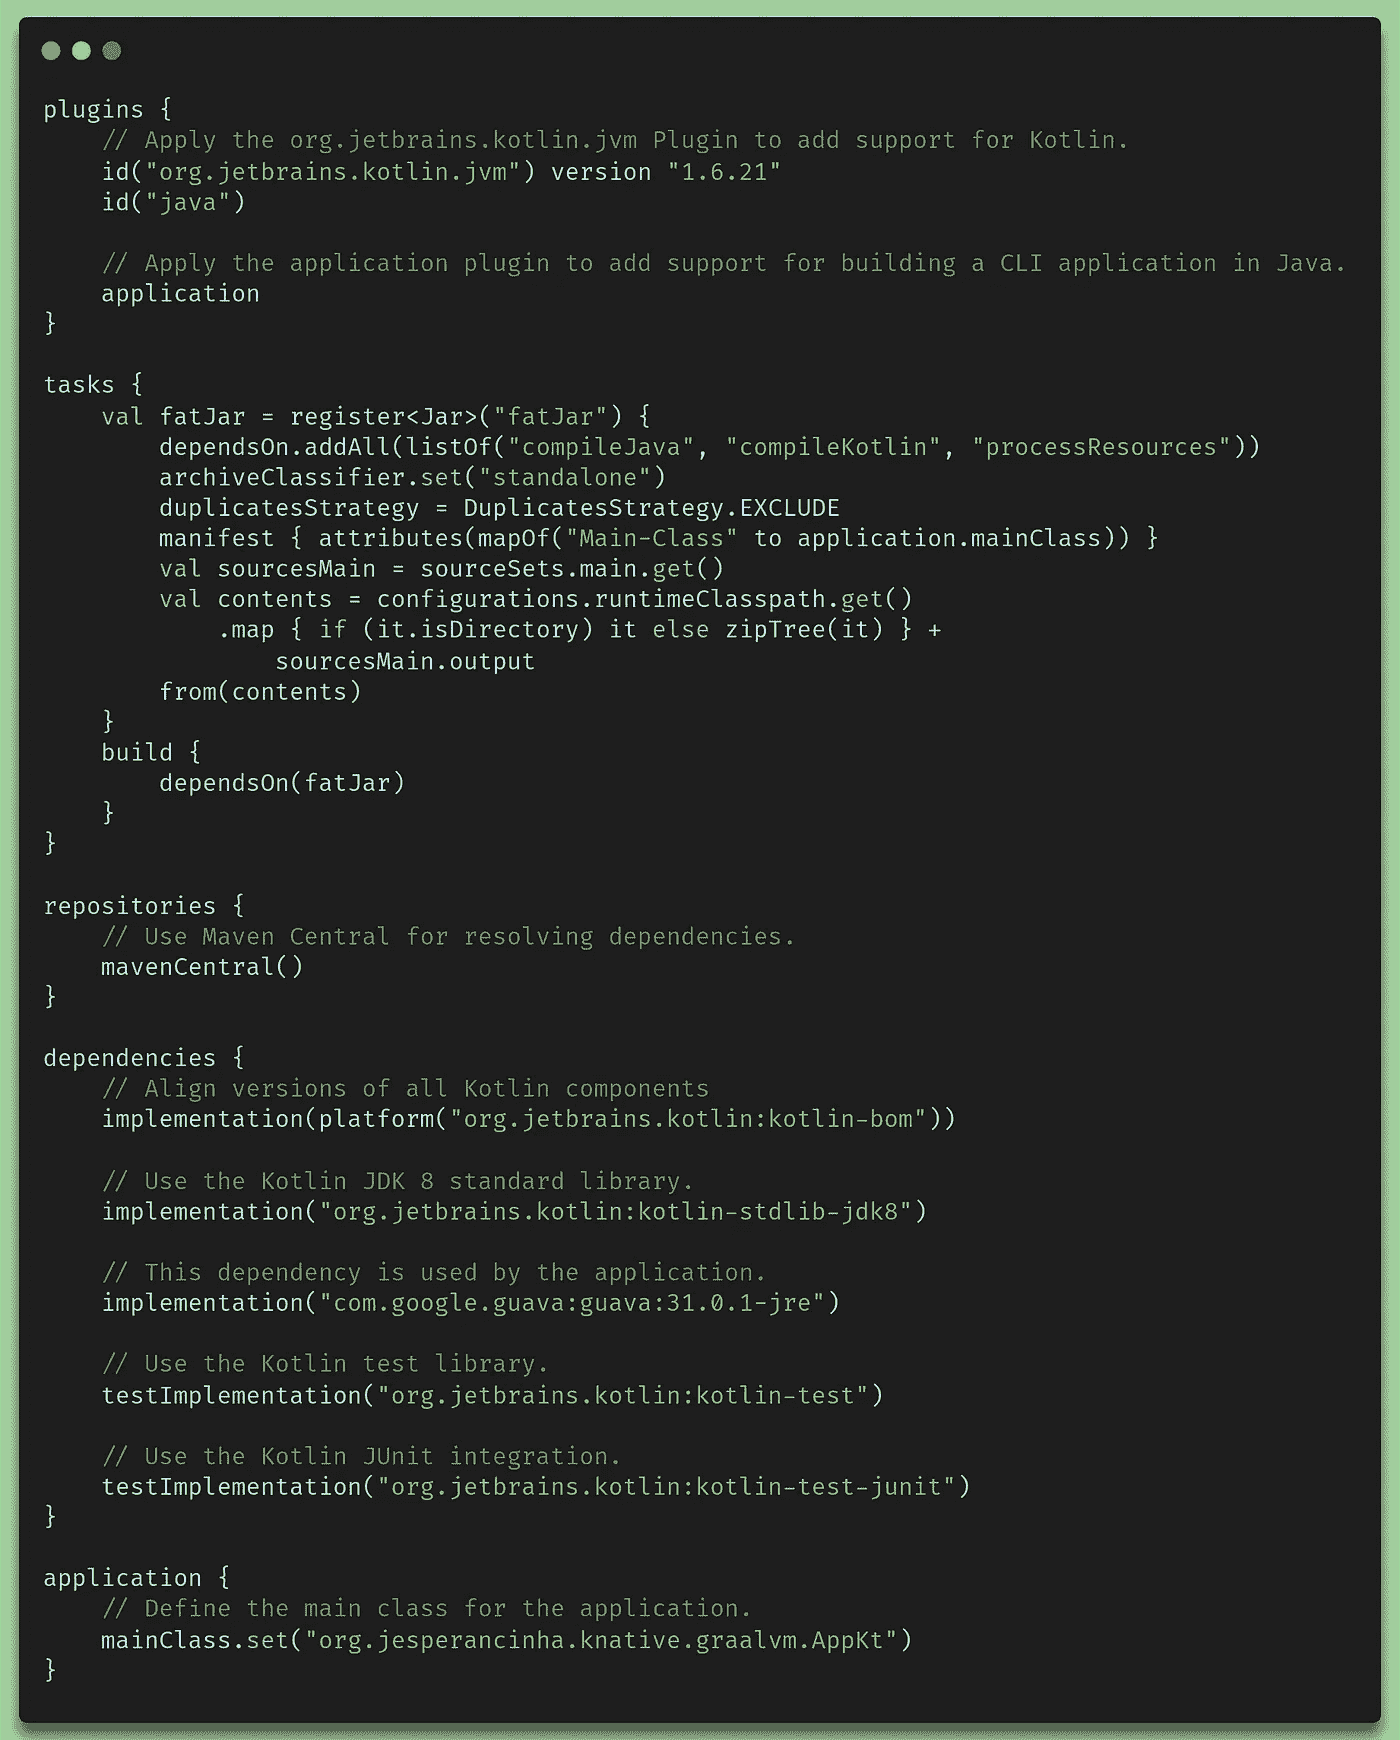 plugins {
    // Apply the org.jetbrains.kotlin.jvm Plugin to add support for Kotlin.
    id("org.jetbrains.kotlin.jvm") version "1.6.21"
    id("java")

    // Apply the application plugin to add support for building a CLI application in Java.
    application
}

tasks {
    val fatJar = register<Jar>("fatJar") {
        dependsOn.addAll(listOf("compileJava", "compileKotlin", "processResources"))
        archiveClassifier.set("standalone")
        duplicatesStrategy = DuplicatesStrategy.EXCLUDE
        manifest { attributes(mapOf("Main-Class" to application.mainClass)) }
        val sourcesMain = sourceSets.main.get()
        val contents = configurations.runtimeClasspath.get()
            .map { if (it.isDirectory) it else zipTree(it) } +
                sourcesMain.output
        from(contents)
    }
    build {
        dependsOn(fatJar)
    }
}

repositories {
    // Use Maven Central for resolving dependencies.
    mavenCentral()
}

dependencies {
    // Align versions of all Kotlin components
    implementation(platform("org.jetbrains.kotlin:kotlin-bom"))

    // Use the Kotlin JDK 8 standard library.
    implementation("org.jetbrains.kotlin:kotlin-stdlib-jdk8")

    // This dependency is used by the application.
    implementation("com.google.guava:guava:31.0.1-jre")

    // Use the Kotlin test library.
    testImplementation("org.jetbrains.kotlin:kotlin-test")

    // Use the Kotlin JUnit integration.
    testImplementation("org.jetbrains.kotlin:kotlin-test-junit")
}

application {
    // Define the main class for the application.
    mainClass.set("org.jesperancinha.knative.graalvm.AppKt")
}